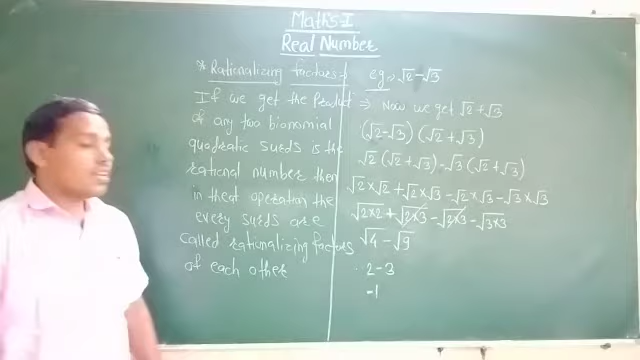 Maths-I
Real Number
* Rationalizing factors:-
If we get the Product
of any two bionomial
quadratic surds is the
rational number then
in that operation the
every surds are
called rationalizing factors
of each other
eg:- √2-√3
⇒ Now we get √2+√3
(√2-√3) (√2+√3)
√2 (√2+√3) -√3 (√2+√3)
√2×√2 + √2×√3 - √2×√3 - √3×√3
√2×2 + √2×3 - √2×3 - √3×3
√4 - √9
2-3
-1